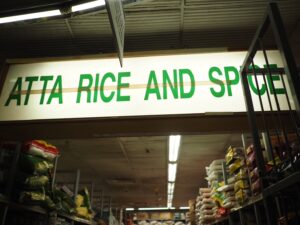 ATTA RICE AND SPICE